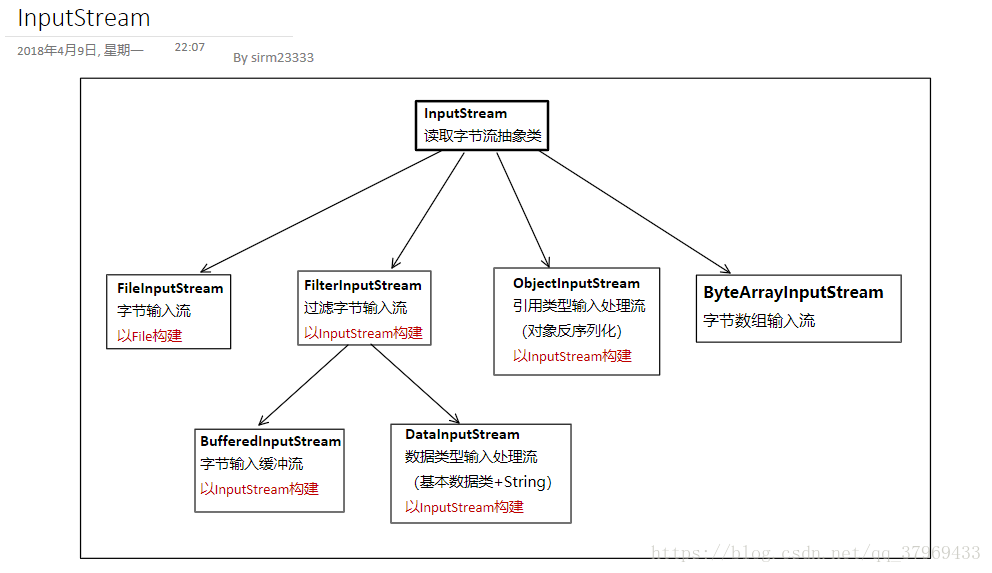 InputStream
2018年4月9日, 星期一 22:07
By sirm23333
InputStream
读取字节流抽象类
FileInputStream
字节输入流
以File构建
FilterInputStream
过滤字节输入流
以InputStream构建
ObjectInputStream
引用类型输入处理流
（对象反序列化）
以InputStream构建
ByteArrayInputStream
字节数组输入流
BufferedInputStream
字节输入缓冲流
以InputStream构建
DataInputStream
数据类型输入处理流
（基本数据类+String）
以InputStream构建
https://blog.csdn.net/qq_37969433